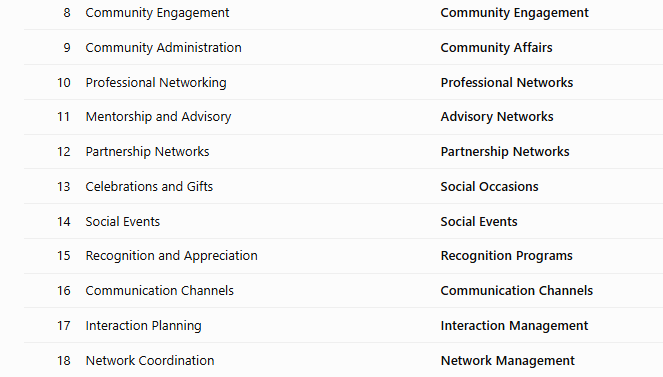 8 Community Engagement Community Engagement
9 Community Administration Community Affairs
10 Professional Networking Professional Networks
11 Mentorship and Advisory Advisory Networks
12 Partnership Networks Partnership Networks
13 Celebrations and Gifts Social Occasions
14 Social Events Social Events
15 Recognition and Appreciation Recognition Programs
16 Communication Channels Communication Channels
17 Interaction Planning Interaction Management
18 Network Coordination Network Management